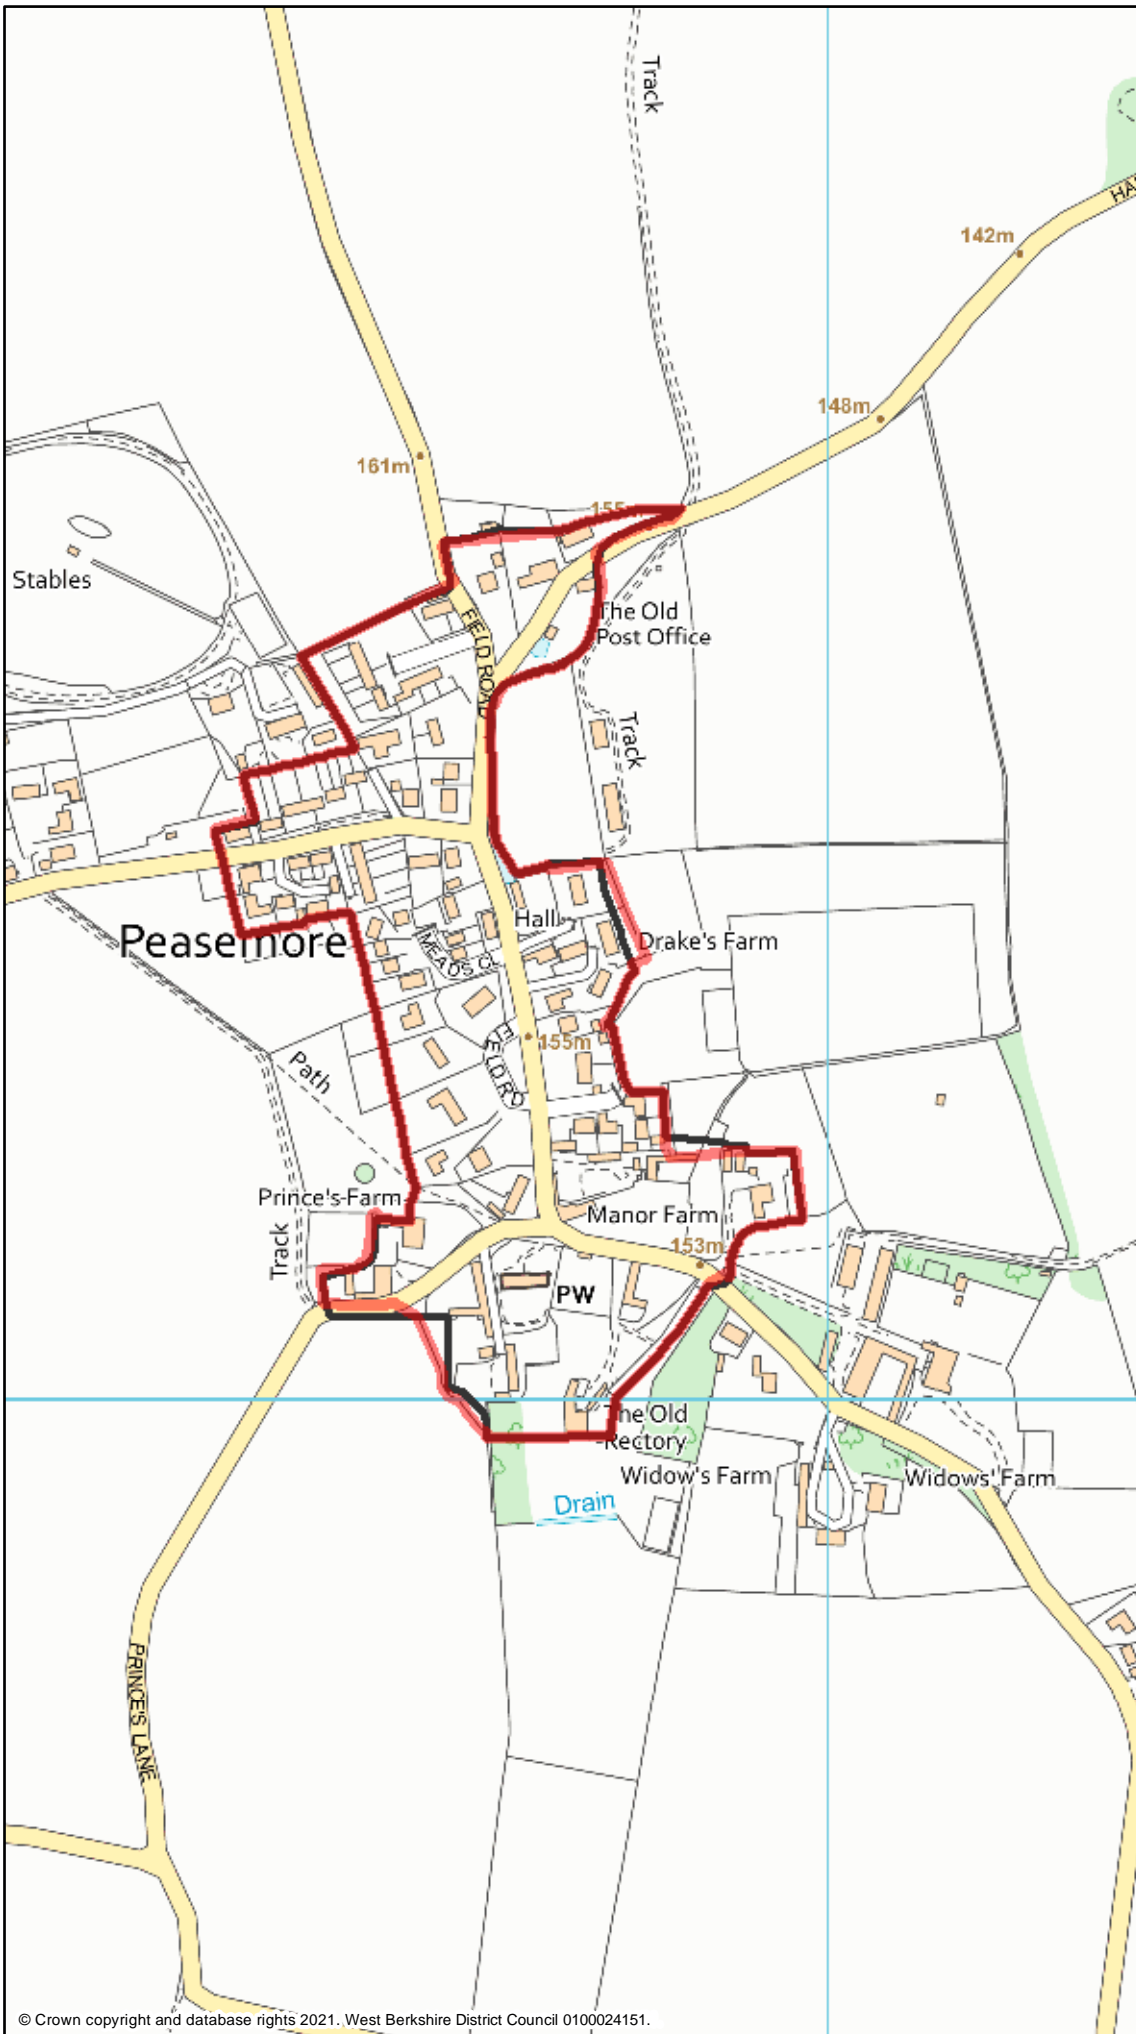 Track
HA
142m
148m
161m
155m
Stables
FIELD ROAD
The Old
Post Office
Track
Peasemore
Hall
MEADS CL
Drake's Farm
155m
FIELD RD
Path
Prince's Farm
Manor Farm
Track
153m
PW
The Old
Rectory
Widow's Farm
Widows' Farm
Drain
PRINCE'S LANE
© Crown copyright and database rights 2021. West Berkshire District Council 0100024151.